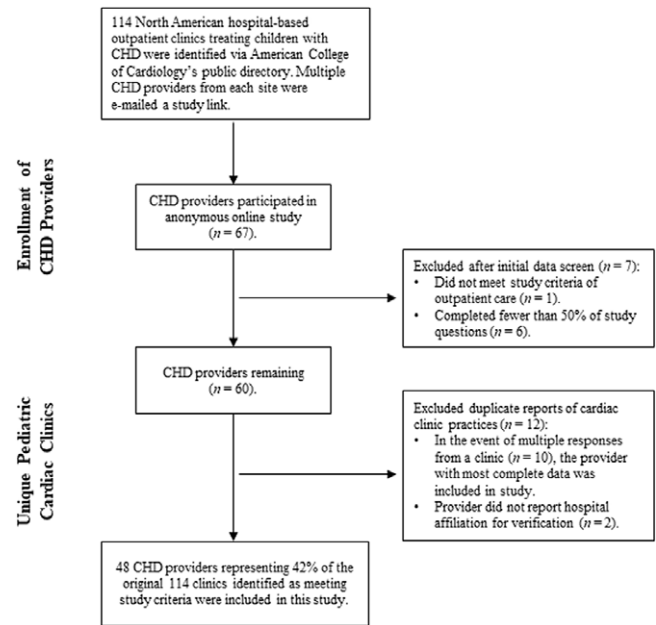 114 North American hospital-based
outpatient clinics treating children with
CHD were identified via American College
of Cardiology's public directory. Multiple
CHD providers from each site were
e-mailed a study link.
Enrollment of
CHD Providers
CHD providers participated in
anonymous online study
(n = 67).
Excluded after initial data screen (n = 7):
• Did not meet study criteria of
outpatient care (n = 1).
• Completed fewer than 50% of study
questions (n = 6).
CHD providers remaining
(n = 60).
Unique Pediatric
Cardiac Clinics
Excluded duplicate reports of cardiac
clinic practices (n = 12):
• In the event of multiple responses
from a clinic (n = 10), the provider
with most complete data was
included in study.
• Provider did not report hospital
affiliation for verification (n = 2).
48 CHD providers representing 42% of the
original 114 clinics identified as meeting
study criteria were included in this study.